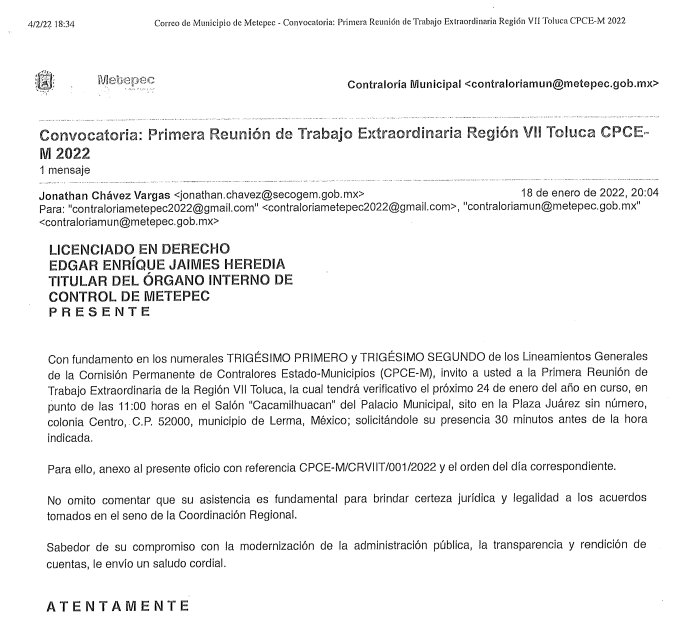 4/2/22 18:34
Correo de Municipio de Metepec - Convocatoria: Primera Reunión de Trabajo Extraordinaria Región VII Toluca CPCE-M 2022
Metepec
Contraloría Municipal <contraloriamun@metepec.gob.mx>
Convocatoria: Primera Reunión de Trabajo Extraordinaria Región VII Toluca CPCE-
M 2022
1 mensaje
Jonathan Chávez Vargas <jonathan.chavez@secogem.gob.mx>
18 de enero de 2022, 20:04
Para: "contraloriametepec2022@gmail.com" <contraloriametepec2022@gmail.com>, "contraloriamun@metepec.gob.mx"
<contraloriamun@metepec.gob.mx>
LICENCIADO EN DERECHO
EDGAR ENRÍQUE JAIMES HEREDIA
TITULAR DEL ÓRGANO INTERNO DE
CONTROL DE METEPEC
P R E S E N T E
Con fundamento en los numerales TRIGÉSIMO PRIMERO y TRIGÉSIMO SEGUNDO de los Lineamientos Generales
de la Comisión Permanente de Contralores Estado-Municipios (CPCE-M), invito a usted a la Primera Reunión de
Trabajo Extraordinaria de la Región VII Toluca, la cual tendrá verificativo el próximo 24 de enero del año en curso, en
punto de las 11:00 horas en el Salón "Cacamilhuacan" del Palacio Municipal, sito en la Plaza Juárez sin número,
colonia Centro, C.P. 52000, municipio de Lerma, México; solicitándole su presencia 30 minutos antes de la hora
indicada.
Para ello, anexo al presente oficio con referencia CPCE-M/CRVIIT/001/2022 y el orden del día correspondiente.
No omito comentar que su asistencia es fundamental para brindar certeza jurídica y legalidad a los acuerdos
tomados en el seno de la Coordinación Regional.
Sabedor de su compromiso con la modernización de la administración pública, la transparencia y rendición de
cuentas, le envío un saludo cordial.
A T E N T A M E N T E